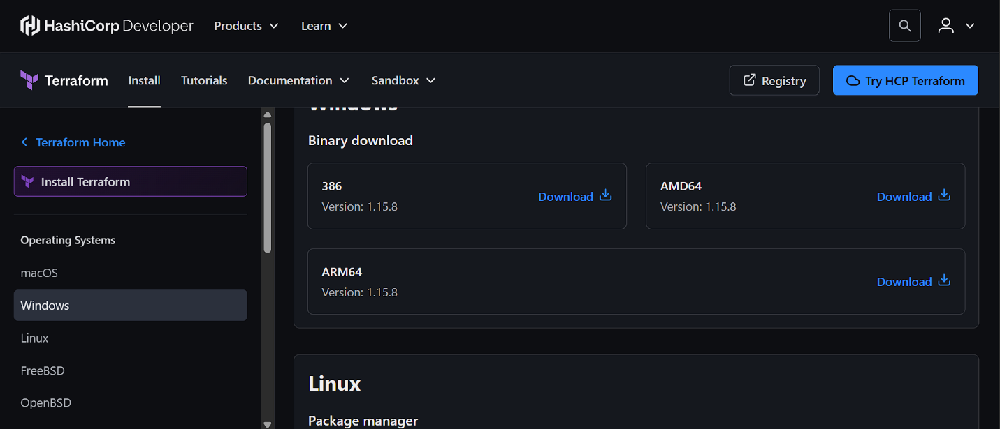 HashiCorp Developer Products Learn
Terraform Install Tutorials Documentation Sandbox Registry Try HCP Terraform
Terraform Home
Install Terraform
Operating Systems
macOS
Windows
Linux
FreeBSD
OpenBSD
Windows
Binary download
386
Version: 1.15.8
Download
AMD64
Version: 1.15.8
Download
ARM64
Version: 1.15.8
Download
Linux
Package manager